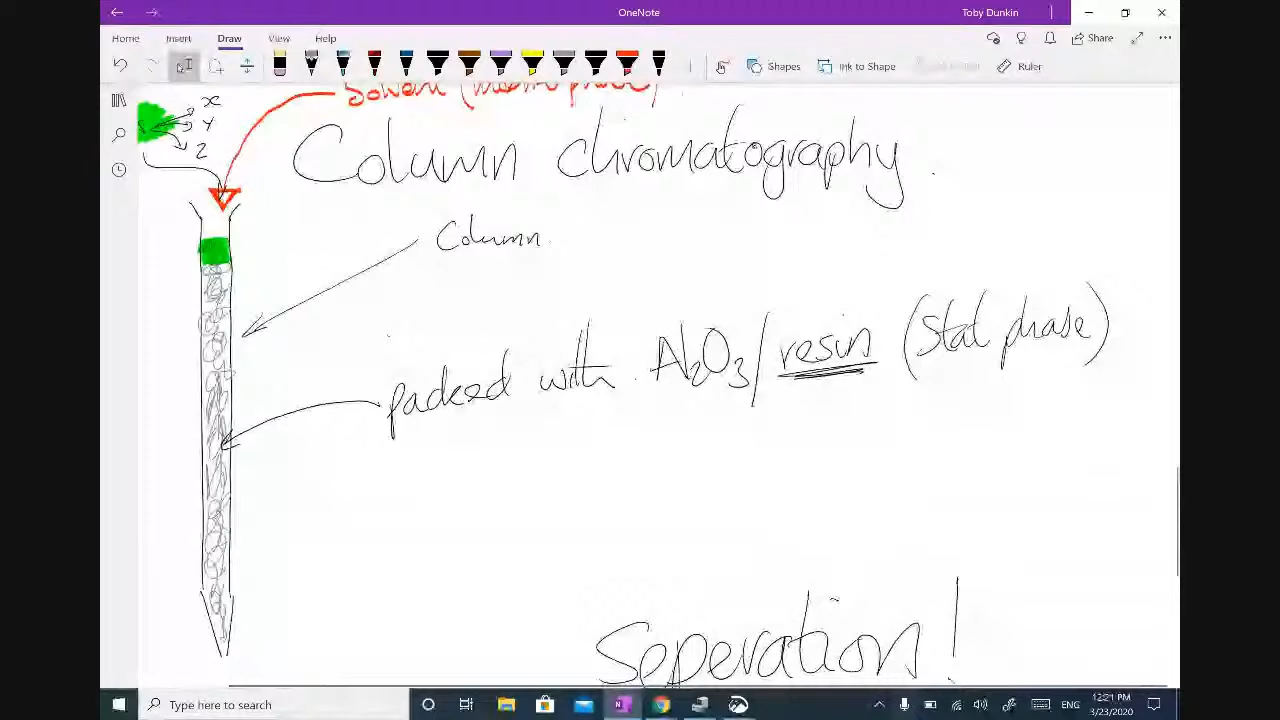 OneNote
Toby Dunkin
Home Insert Draw View Help
Share
Shapes
Ink to Shape
Ruler
Solvent (mobile phase)
x
y
z
Column chromatography.
Column.
packed with. Al2O3/resin (stat phase)
Seperation!
Type here to search
ENG
12:21 PM
3/23/2020